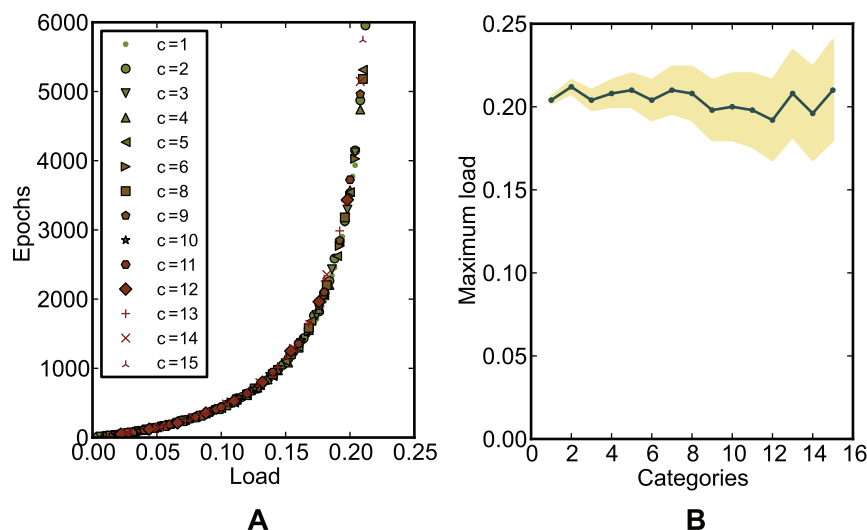 6000
5000
4000
3000
2000
1000
0
Epochs
c=1
c=2
c=3
c=4
c=5
c=6
c=8
c=9
c=10
c=11
c=12
c=13
c=14
c=15
0.00 0.05 0.10 0.15 0.20 0.25
Load
A
0.25
0.20
0.15
0.10
0.05
0.00
Maximum load
0 2 4 6 8 10 12 14 16
Categories
B